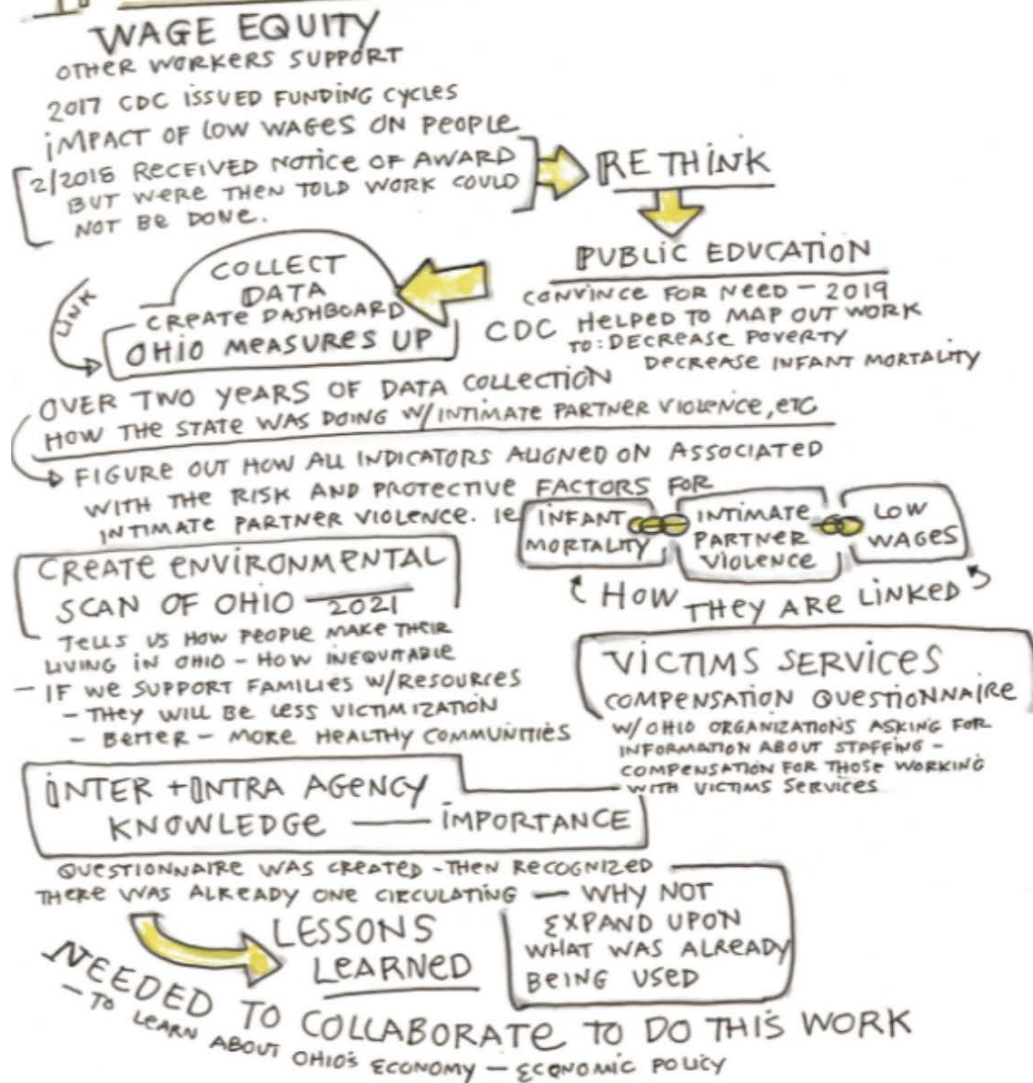 WAGE EQUITY
OTHER WORKERS SUPPORT
2017 CDC ISSUED FUNDING CYCLES
IMPACT OF LOW WAGES ON PEOPLE
2/2018 RECEIVED NOTICE OF AWARD
BUT WERE THEN TOLD WORK COULD
NOT BE DONE.
RETHINK
PUBLIC EDUCATION
CONVINCE FOR NEED - 2019
CDC HELPED TO MAP OUT WORK
TO: DECREASE POVERTY
DECREASE INFANT MORTALITY
COLLECT
DATA
CREATE DASHBOARD
OHIO MEASURES UP
LINK
OVER TWO YEARS OF DATA COLLECTION
HOW THE STATE WAS DOING W/INTIMATE PARTNER VIOLENCE, ETC
FIGURE OUT HOW ALL INDICATORS ALIGNED ON ASSOCIATED
WITH THE RISK AND PROTECTIVE FACTORS FOR
INTIMATE PARTNER VIOLENCE. IE
INFANT
MORTALITY
INTIMATE
PARTNER
VIOLENCE
LOW
WAGES
HOW THEY ARE LINKED
CREATE ENVIRONMENTAL
SCAN OF OHIO - 2021
TELLS US HOW PEOPLE MAKE THEIR
LIVING IN OHIO - HOW INEQUITABLE
- IF WE SUPPORT FAMILIES W/RESOURCES
- THEY WILL BE LESS VICTIMIZATION
- BETTER - MORE HEALTHY COMMUNITIES
VICTIMS SERVICES
COMPENSATION QUESTIONNAIRE
W/OHIO ORGANIZATIONS ASKING FOR
INFORMATION ABOUT STAFFING -
COMPENSATION FOR THOSE WORKING
WITH VICTIMS SERVICES
INTER + INTRA AGENCY
KNOWLEDGE - IMPORTANCE
QUESTIONNAIRE WAS CREATED - THEN RECOGNIZED
THERE WAS ALREADY ONE CIRCULATING - WHY NOT
EXPAND UPON
WHAT WAS ALREADY
BEING USED
LESSONS
LEARNED
NEEDED TO COLLABORATE TO DO THIS WORK
- TO LEARN ABOUT OHIO'S ECONOMY - ECONOMIC POLICY